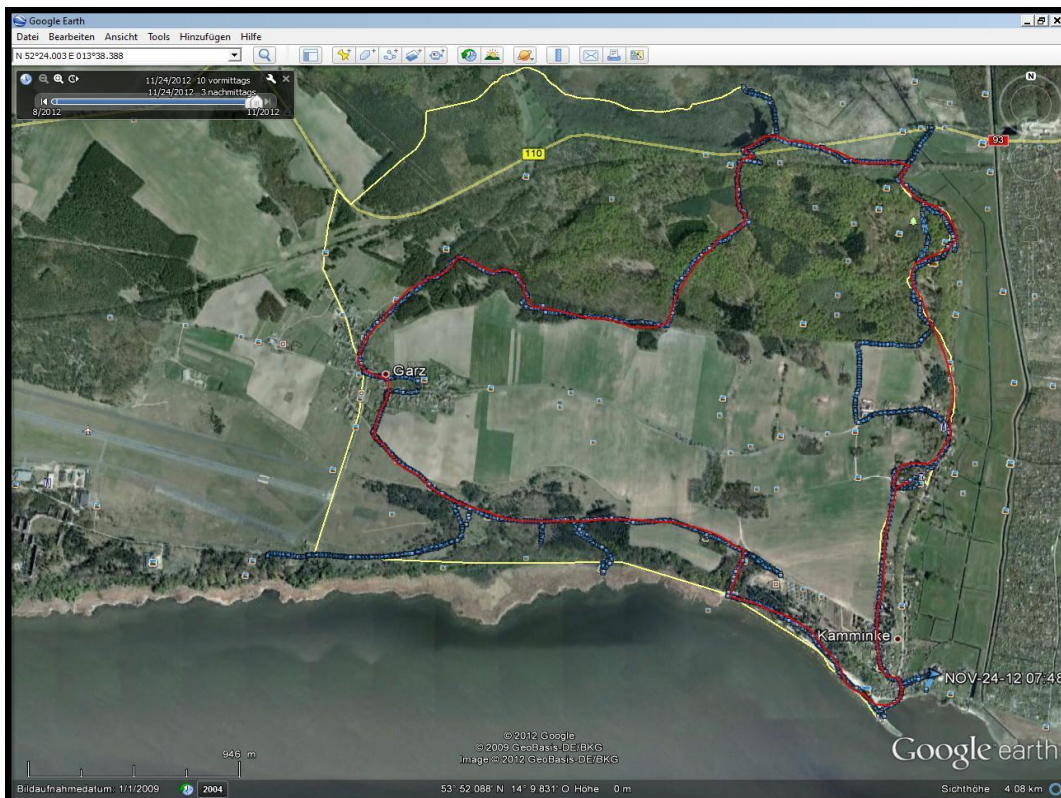 Google Earth
Datei Bearbeiten Ansicht Tools Hinzufügen Hilfe
N 52°24.003 E 013°38.388
11/24/2012 10 vormittags
11/24/2012 3 nachmittags
8/2012 11/2012
93
110
Garz
Kamminke
NOV-24-12 07:48
© 2012 Google
© 2009 GeoBasis-DE/BKG
Image © 2012 GeoBasis-DE/BKG
Google earth
946 m
Bildaufnahmedatum: 1/1/2009 2004 53° 52.088' N 14° 9.831' O Höhe 0 m Sichthöhe 4.08 km